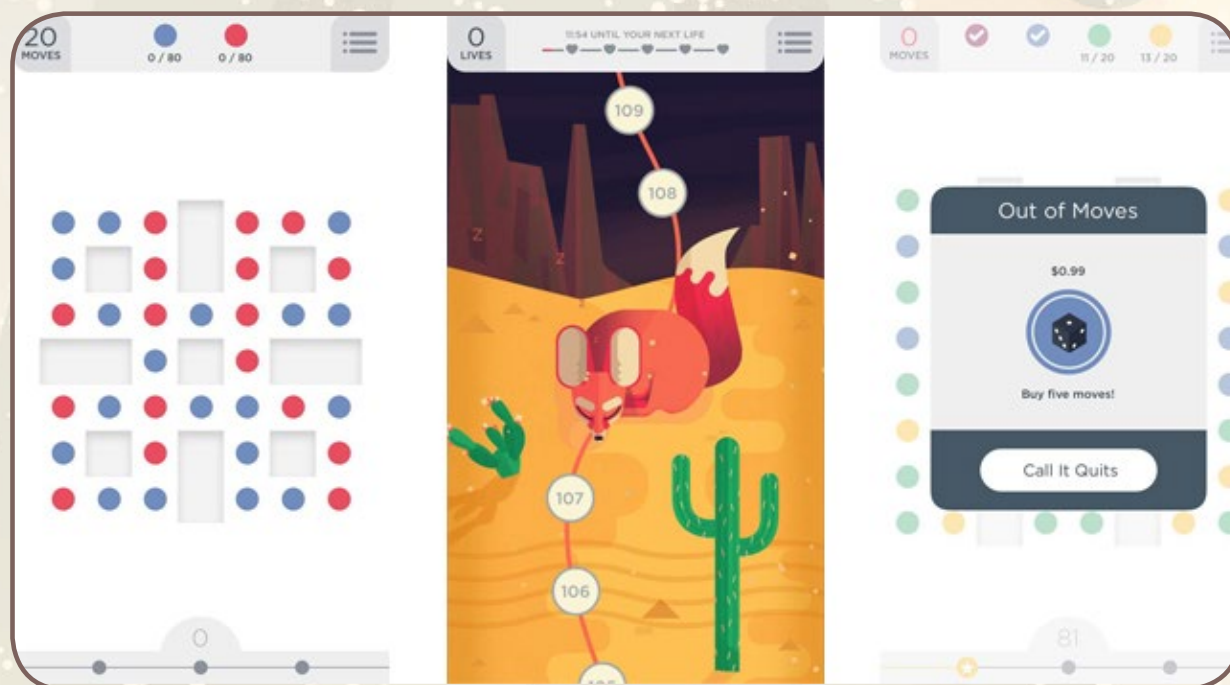 20
MOVES
0 / 80
0 / 80
0
0
LIVES
11:54 UNTIL YOUR NEXT LIFE
109
108
Z
Z
107
106
105
0
MOVES
11 / 20
13 / 20
Out of Moves
$0.99
Buy five moves!
Call It Quits
81